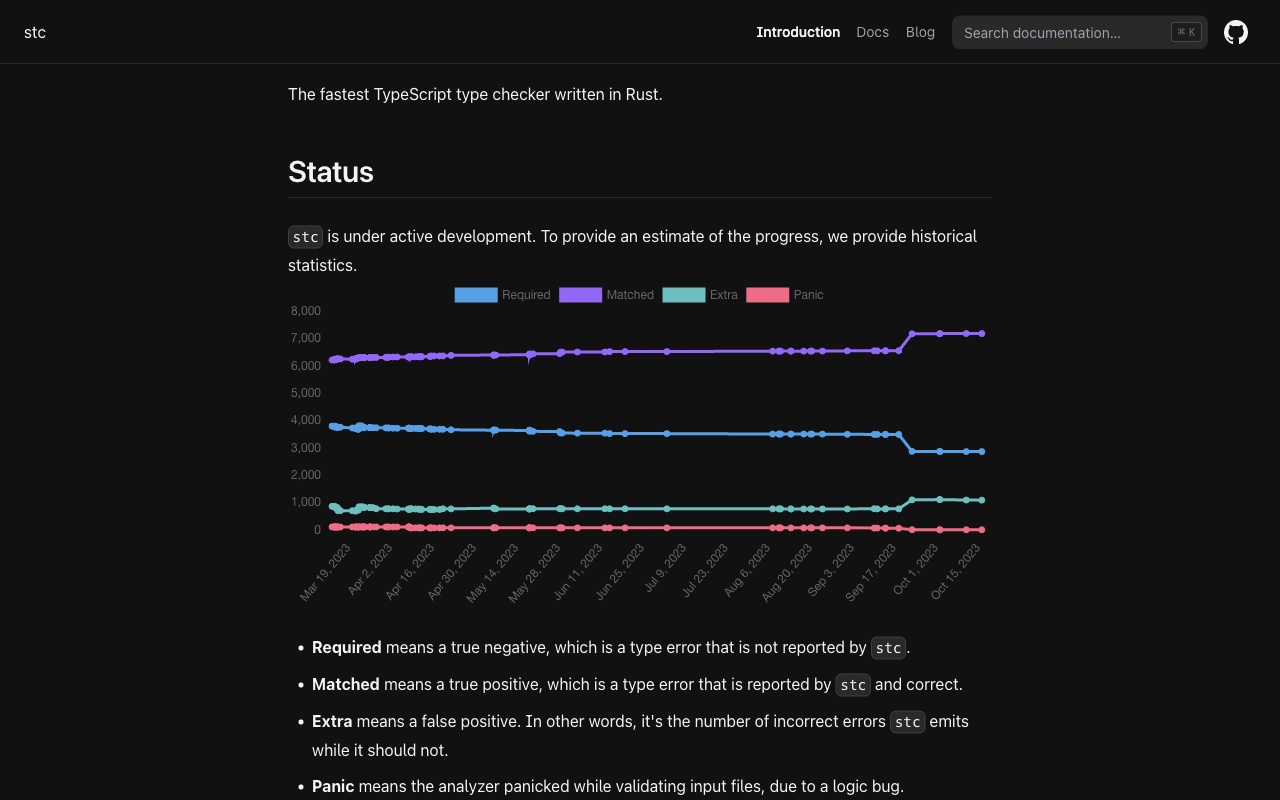 stc
Introduction Docs Blog Search documentation... ⌘ K
The fastest TypeScript type checker written in Rust.
Status
stc is under active development. To provide an estimate of the progress, we provide historical
statistics.
Required Matched Extra Panic
8,000
7,000
6,000
5,000
4,000
3,000
2,000
1,000
0
Mar 19, 2023 Apr 2, 2023 Apr 16, 2023 Apr 30, 2023 May 14, 2023 May 28, 2023 Jun 11, 2023 Jun 25, 2023 Jul 9, 2023 Jul 23, 2023 Aug 6, 2023 Aug 20, 2023 Sep 3, 2023 Sep 17, 2023 Oct 1, 2023 Oct 15, 2023
• Required means a true negative, which is a type error that is not reported by stc.
• Matched means a true positive, which is a type error that is reported by stc and correct.
• Extra means a false positive. In other words, it's the number of incorrect errors stc emits
while it should not.
• Panic means the analyzer panicked while validating input files, due to a logic bug.